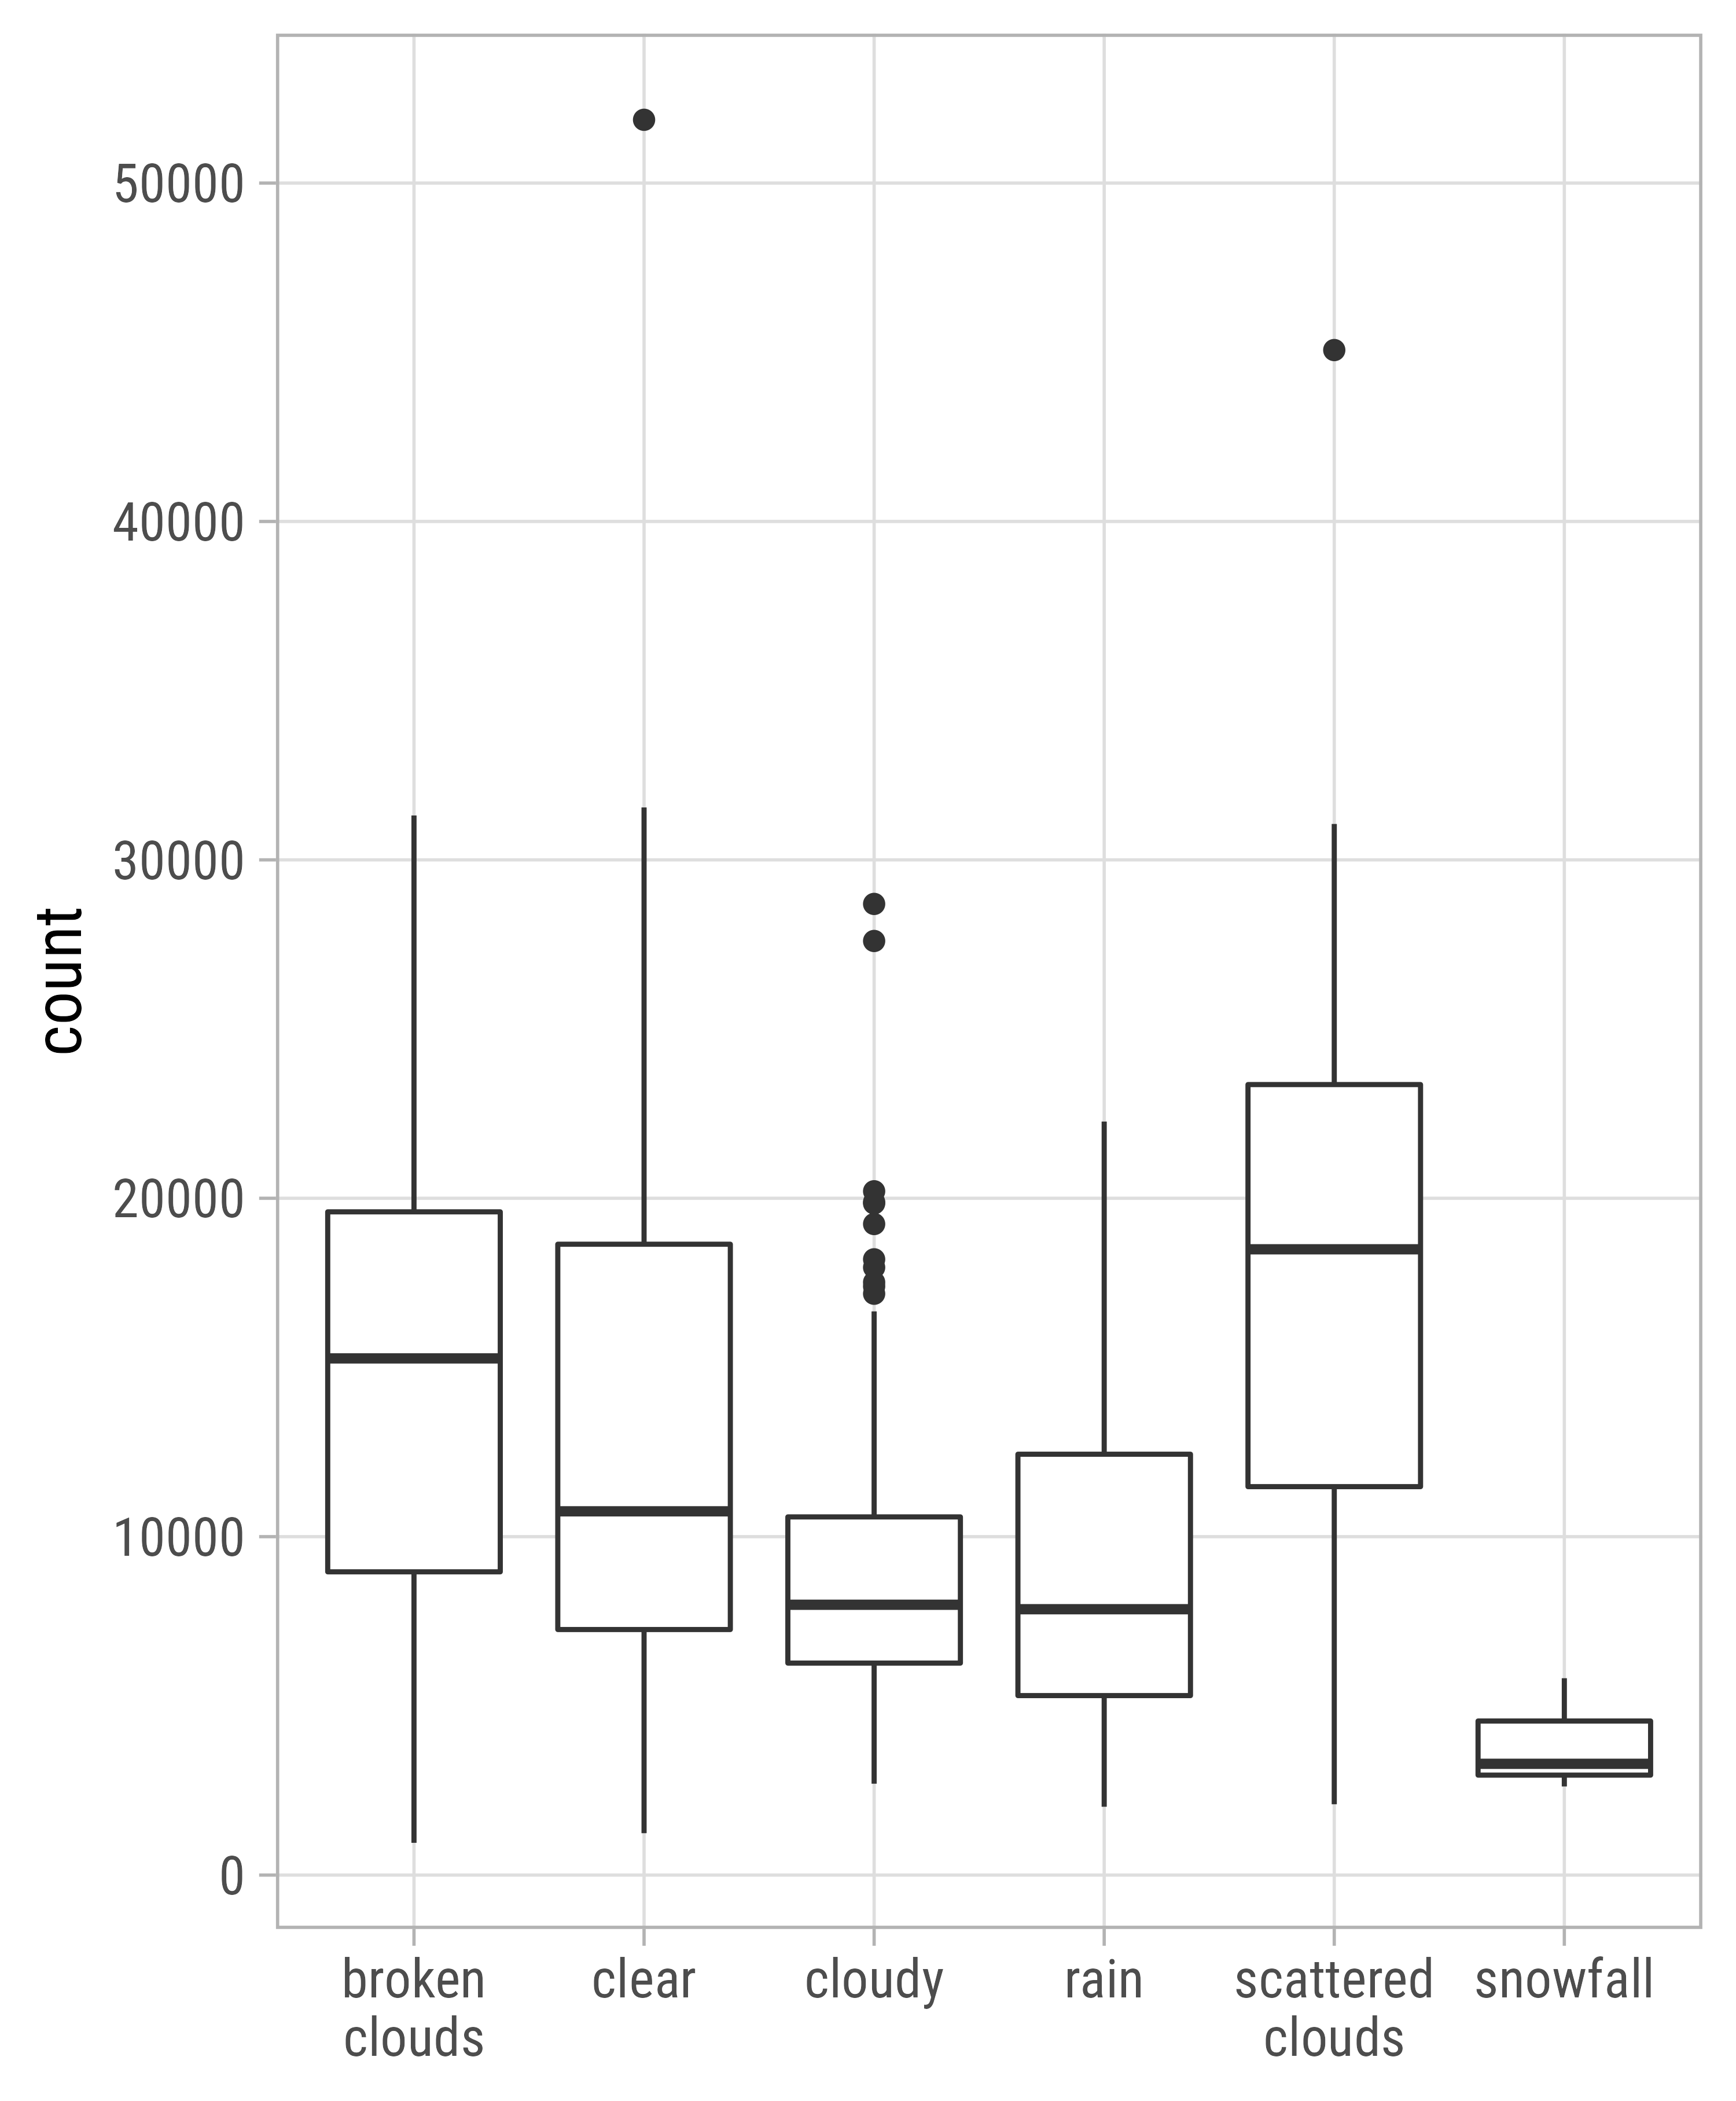 count
50000
40000
30000
20000
10000
0
broken clouds
clear
cloudy
rain
scattered clouds
snowfall